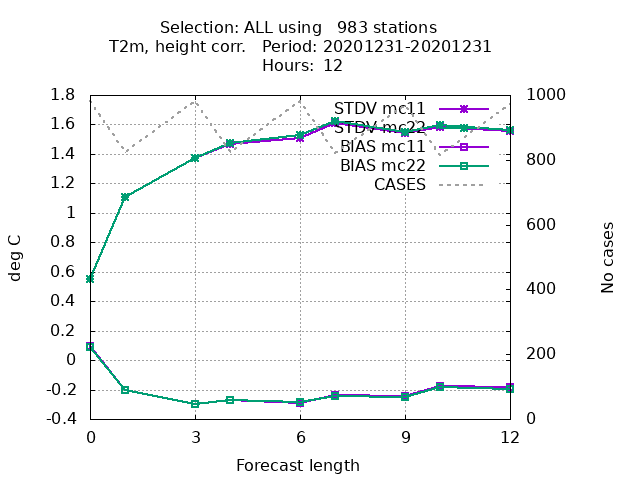 Selection: ALL using   983 stations
T2m, height corr.   Period: 20201231-20201231
Hours:  12
STDV mc11
STDV mc22
BIAS mc11
BIAS mc22
CASES
1.8
1.6
1.4
1.2
1
0.8
0.6
0.4
0.2
0
-0.2
-0.4
deg C
1000
800
600
400
200
0
No cases
0 3 6 9 12
Forecast length